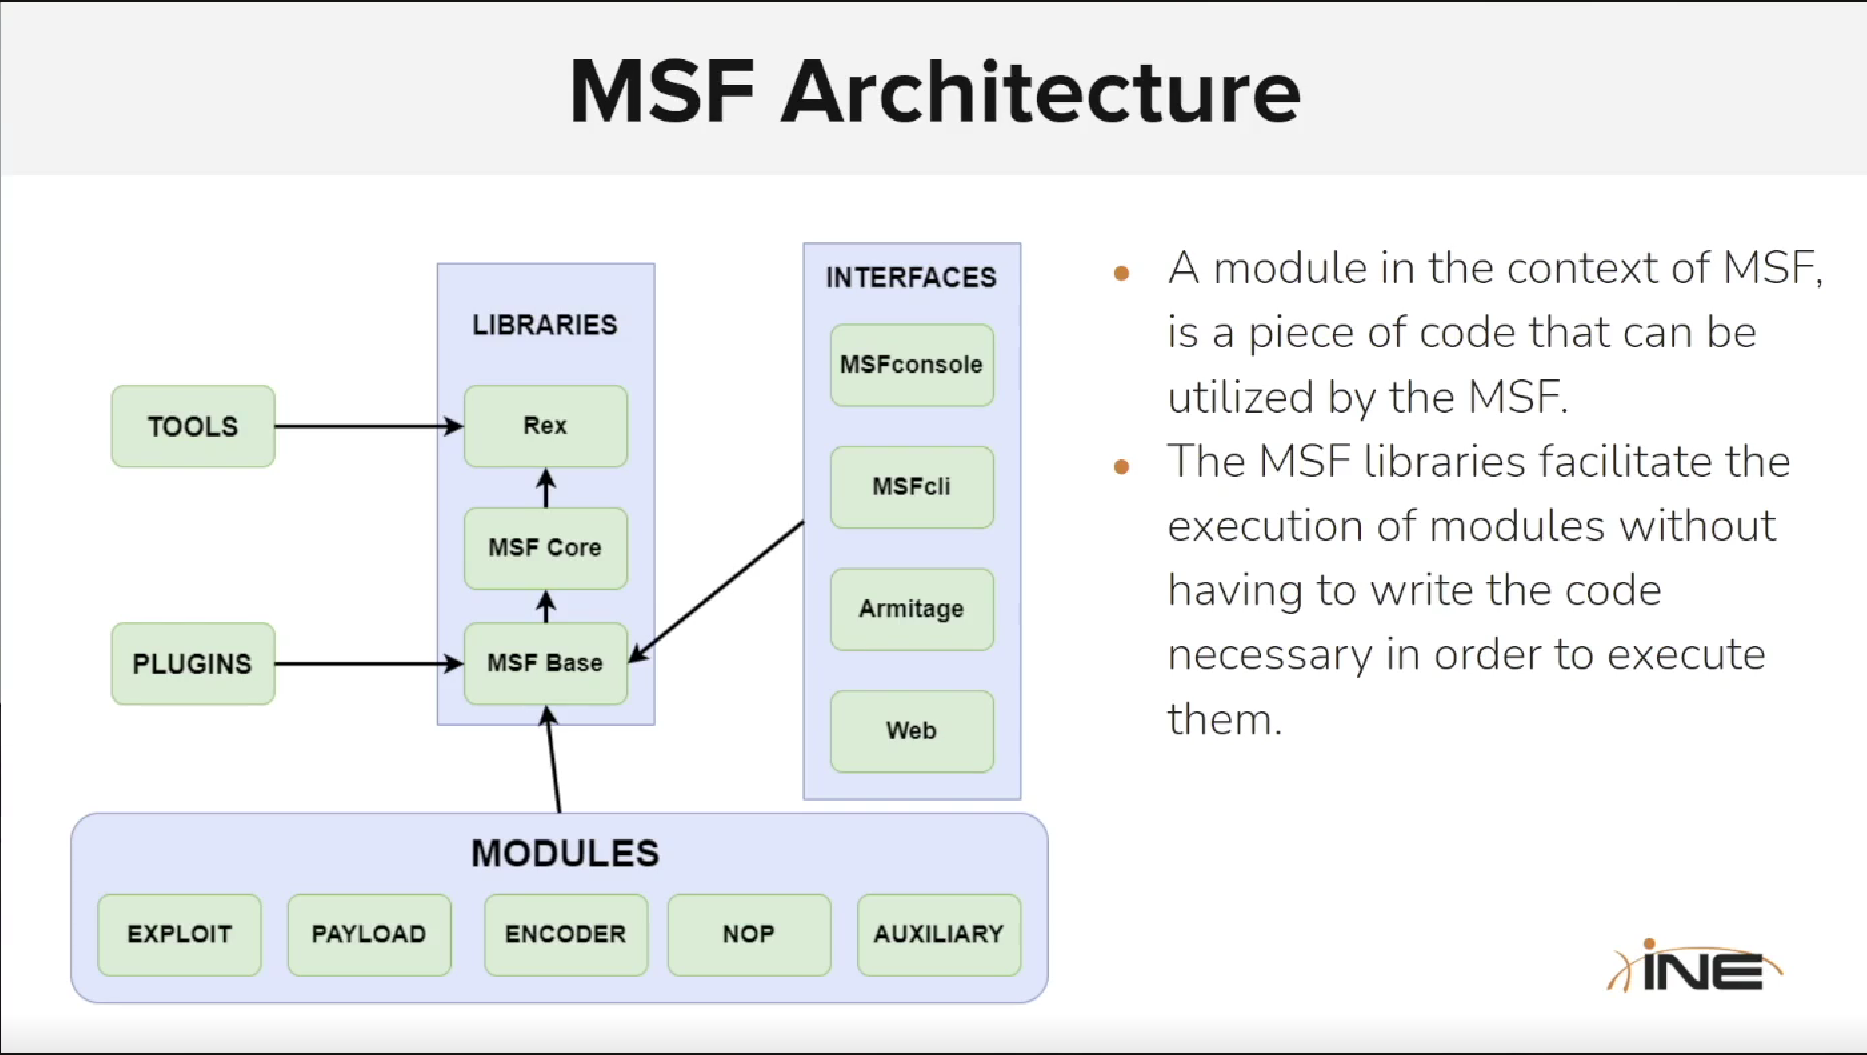 MSF Architecture
LIBRARIES
Rex
MSF Core
MSF Base
TOOLS
PLUGINS
INTERFACES
MSFconsole
MSFcli
Armitage
Web
MODULES
EXPLOIT
PAYLOAD
ENCODER
NOP
AUXILIARY
• A module in the context of MSF,
is a piece of code that can be
utilized by the MSF.
• The MSF libraries facilitate the
execution of modules without
having to write the code
necessary in order to execute
them.
iNE